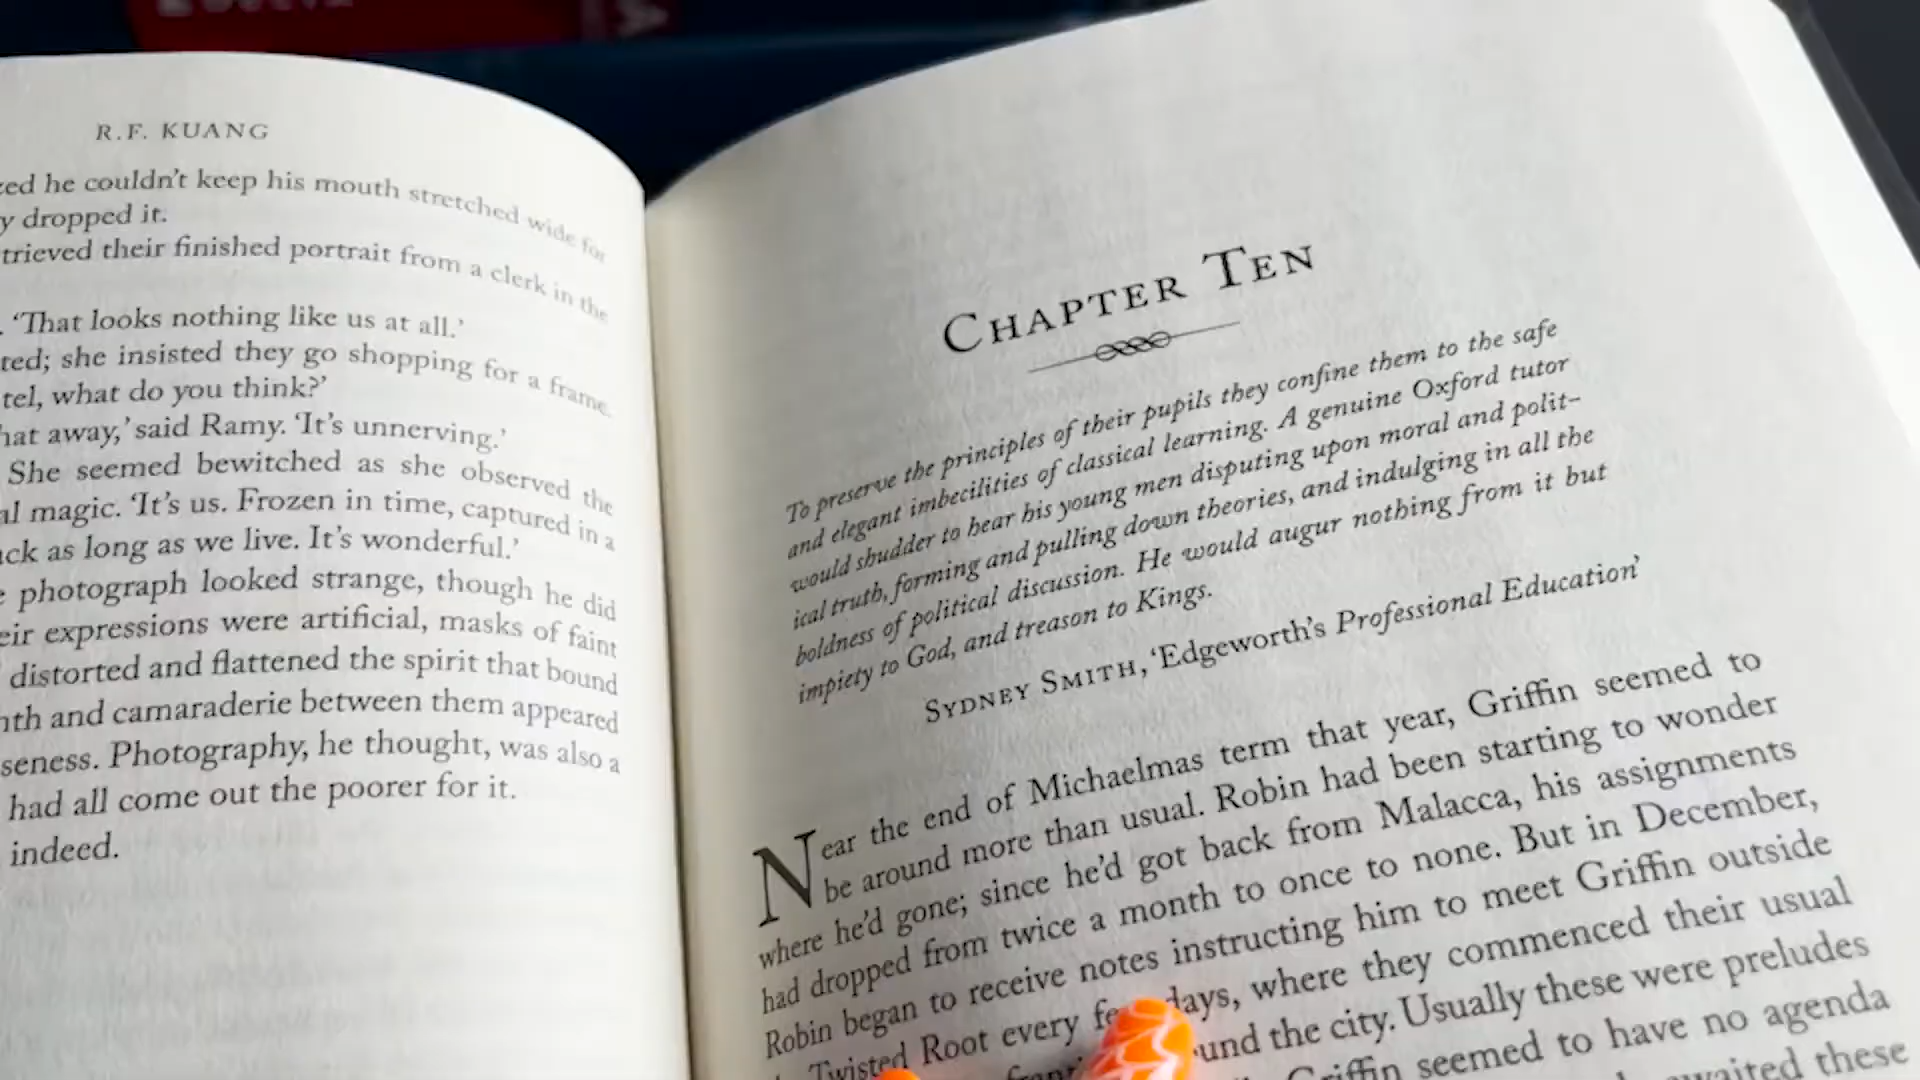 R.F. KUANG
he couldn't keep his mouth stretched wide for
dropped it.
their finished portrait from a clerk in the
'That looks nothing like us at all.'
she insisted they go shopping for a frame.
what do you think?'
away,' said Ramy. 'It's unnerving.'
She seemed bewitched as she observed the
magic. 'It's us. Frozen in time, captured in a
as long as we live. It's wonderful.'
photograph looked strange, though he did
expressions were artificial, masks of faint
distorted and flattened the spirit that bound
and camaraderie between them appeared
Photography, he thought, was also a
had all come out the poorer for it.
indeed.
CHAPTER TEN
To preserve the principles of their pupils they confine them to the safe
and elegant imbecilities of classical learning. A genuine Oxford tutor
would shudder to hear his young men disputing upon moral and polit-
ical truth, forming and pulling down theories, and indulging in all the
boldness of political discussion. He would augur nothing from it but
impiety to God, and treason to Kings.
SYDNEY SMITH, 'Edgeworth's Professional Education'
Near the end of Michaelmas term that year, Griffin seemed to
be around more than usual. Robin had been starting to wonder
where he'd gone; since he'd got back from Malacca, his assignments
had dropped from twice a month to once to none. But in December,
Robin began to receive notes instructing him to meet Griffin outside
Twisted Root every days, where they commenced their usual
the city. Usually these were preludes
Griffin seemed to have no agenda
awaited these